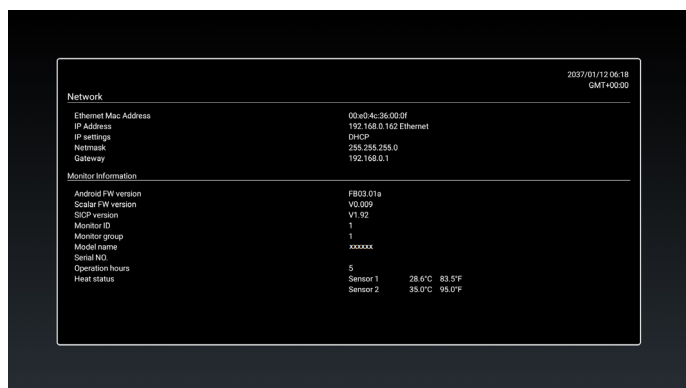 2037/01/12 06:18
GMT+00:00
Network
Ethernet Mac Address 00:e0:4c:36:00:0f
IP Address 192.168.0.162 Ethernet
IP settings DHCP
Netmask 255.255.255.0
Gateway 192.168.0.1
Monitor Information
Android FW version FB03.01a
Scalar FW version V0.009
SICP version V1.92
Monitor ID 1
Monitor group 1
Model name xxxxxx
Serial NO.
Operation hours 5
Heat status Sensor 1 28.6°C 83.5°F
Sensor 2 35.0°C 95.0°F